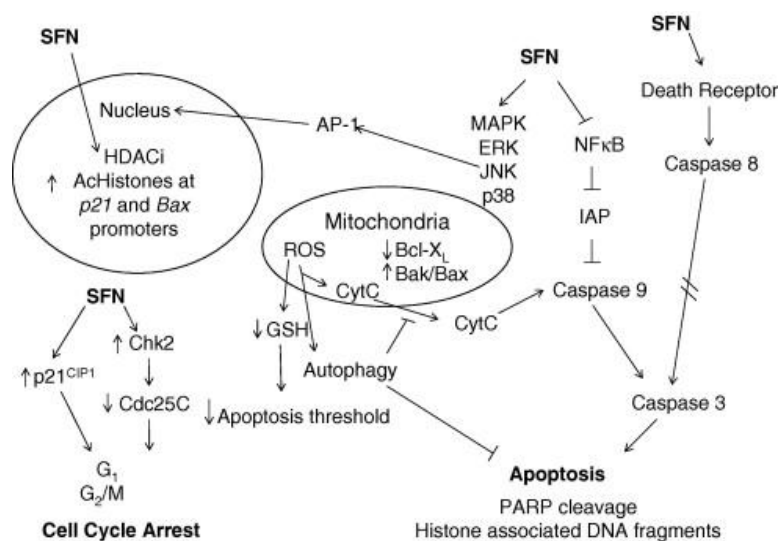 SFN
SFN
SFN
Nucleus
HDACi
↑ AcHistones at
p21 and Bax
promoters
AP-1
MAPK
ERK
JNK
p38
NFκB
IAP
Death Receptor
Caspase 8
Mitochondria
ROS
↓ Bcl-XL
↑ Bak/Bax
CytC
CytC
Caspase 9
SFN
↑ Chk2
↑ p21CIP1
↓ Cdc25C
↓ GSH
Autophagy
↓ Apoptosis threshold
Caspase 3
G1
G2/M
Cell Cycle Arrest
Apoptosis
PARP cleavage
Histone associated DNA fragments